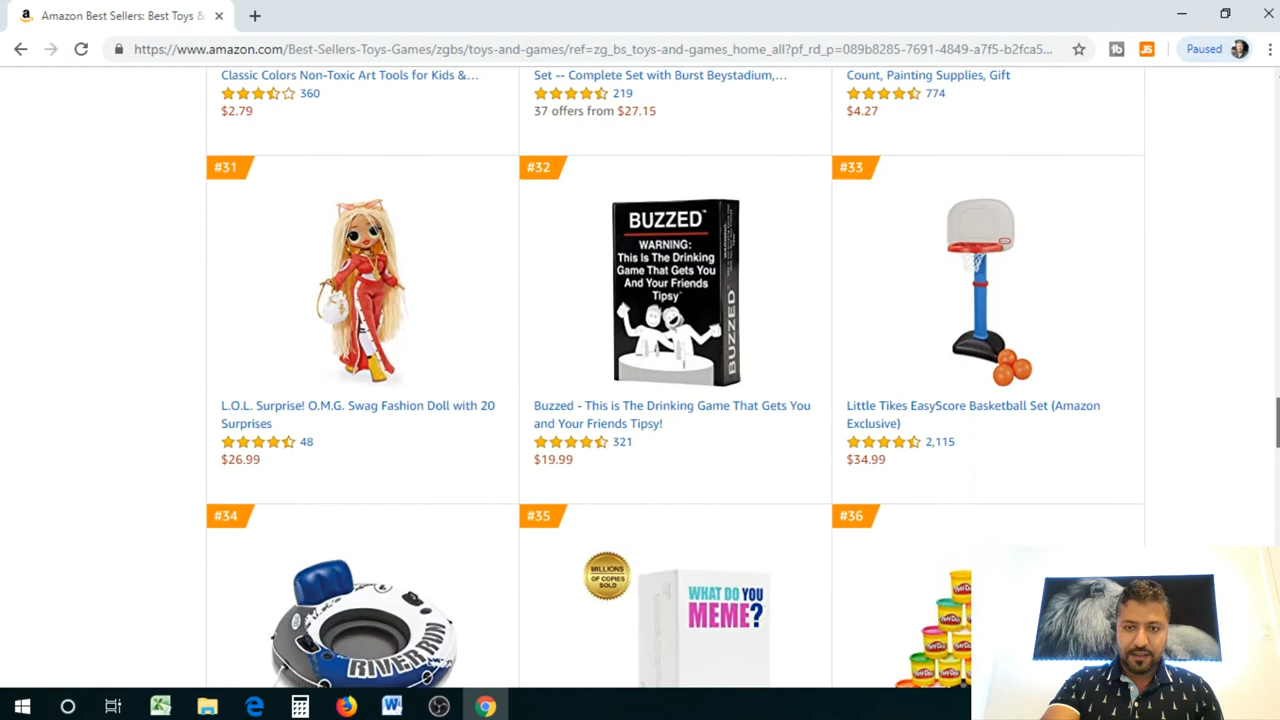 Amazon Best Sellers: Best Toys &
https://www.amazon.com/Best-Sellers-Toys-Games/zgbs/toys-and-games/ref=zg_bs_toys-and-games_home_all?pf_rd_p=089b8285-7691-4849-a7f5-b2fca5...
Paused
Classic Colors Non-Toxic Art Tools for Kids &...
360
$2.79
Set -- Complete Set with Burst Beystadium,...
219
37 offers from $27.15
Count, Painting Supplies, Gift
774
$4.27
#31
L.O.L. Surprise! O.M.G. Swag Fashion Doll with 20
Surprises
48
$26.99
#32
BUZZED™
WARNING:
This Is The Drinking
Game That Gets You
And Your Friends
Tipsy
BUZZED
Buzzed - This is The Drinking Game That Gets You
and Your Friends Tipsy!
321
$19.99
#33
Little Tikes EasyScore Basketball Set (Amazon
Exclusive)
2,115
$34.99
#34
RIVER RUN
#35
MILLIONS
OF COPIES
SOLD
WHAT DO YOU
MEME?
#36